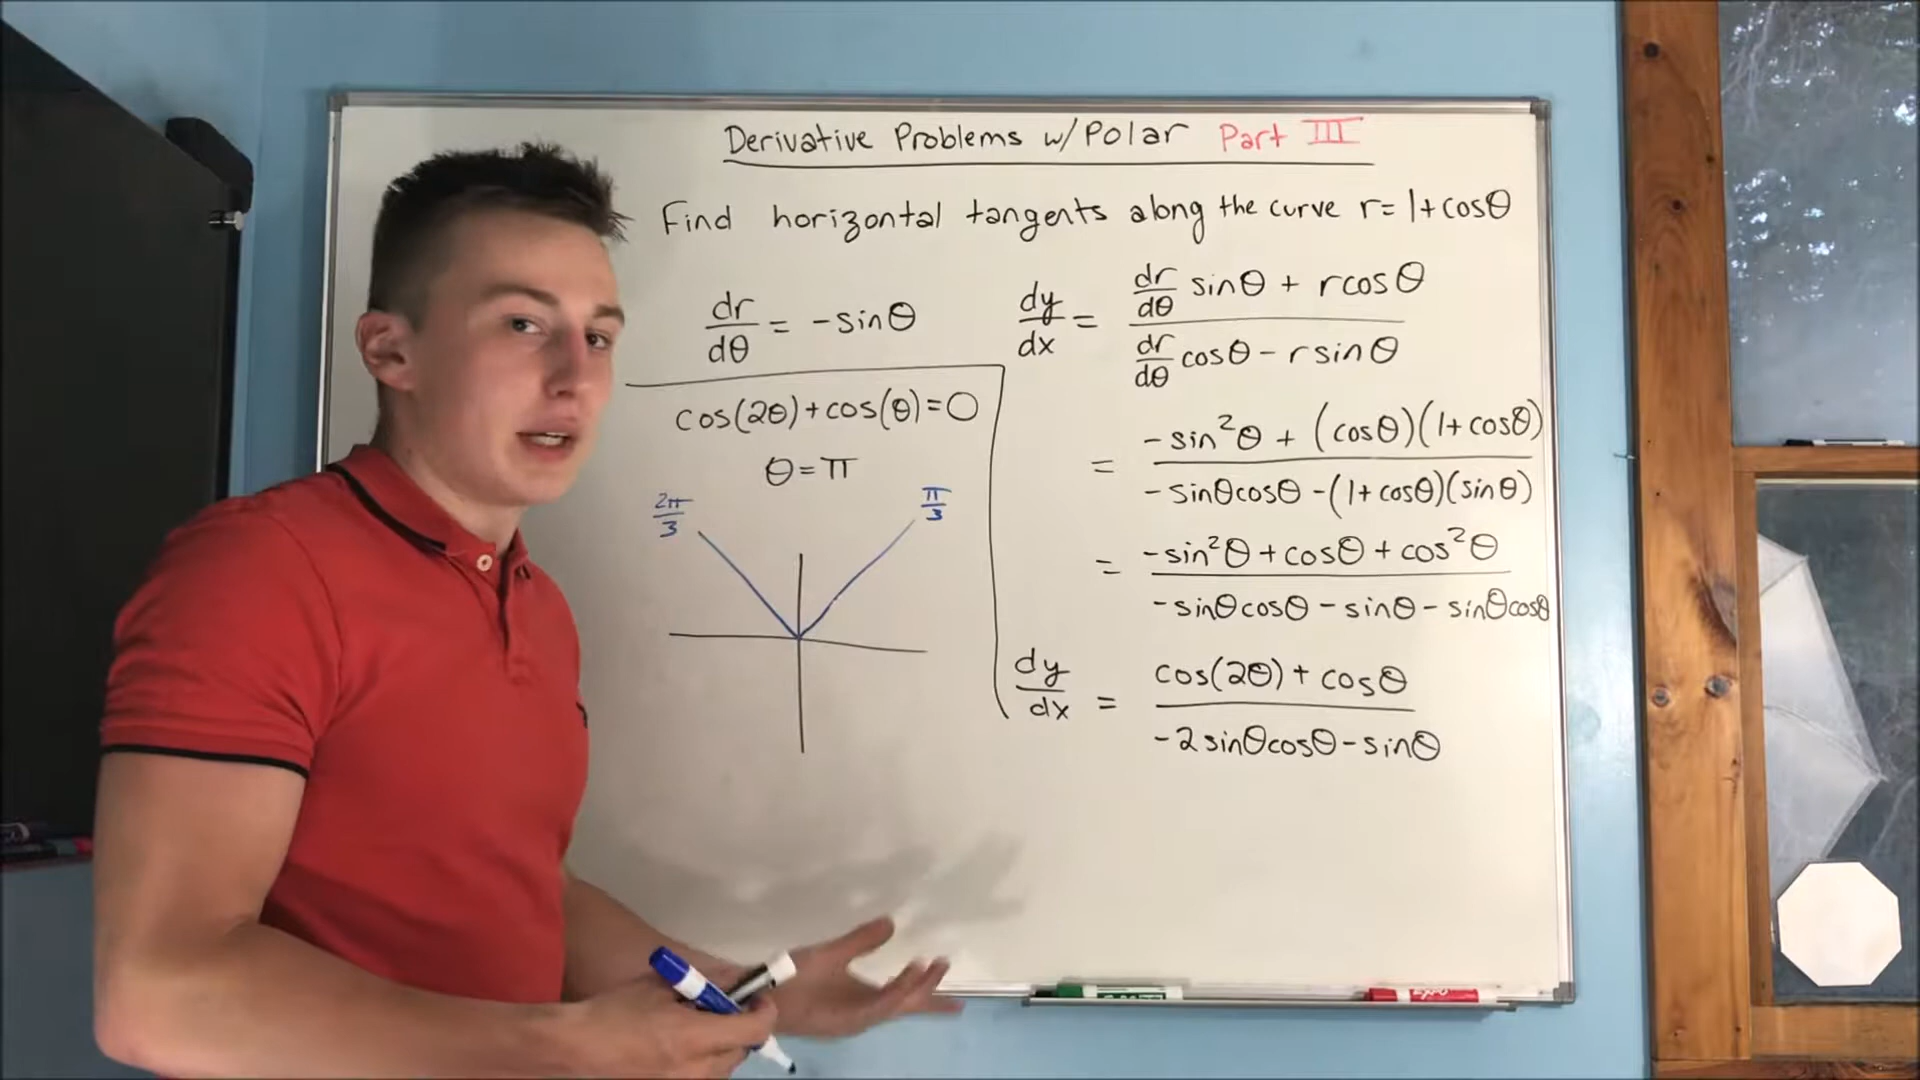 Derivative Problems w/Polar Part III
Find horizontal tangents along the curve r=1+cosθ
dr/dθ = -sinθ
cos(2θ)+cos(θ)=0
θ=π
2π/3
π/3
dy/dx = (dr/dθ sinθ + rcosθ)/(dr/dθ cosθ - rsinθ)
= (-sin²θ + (cosθ)(1+cosθ))/(-sinθcosθ-(1+cosθ)(sinθ))
= (-sin²θ+cosθ+cos²θ)/(-sinθcosθ-sinθ-sinθcosθ)
dy/dx = (cos(2θ)+cosθ)/(-2sinθcosθ-sinθ)